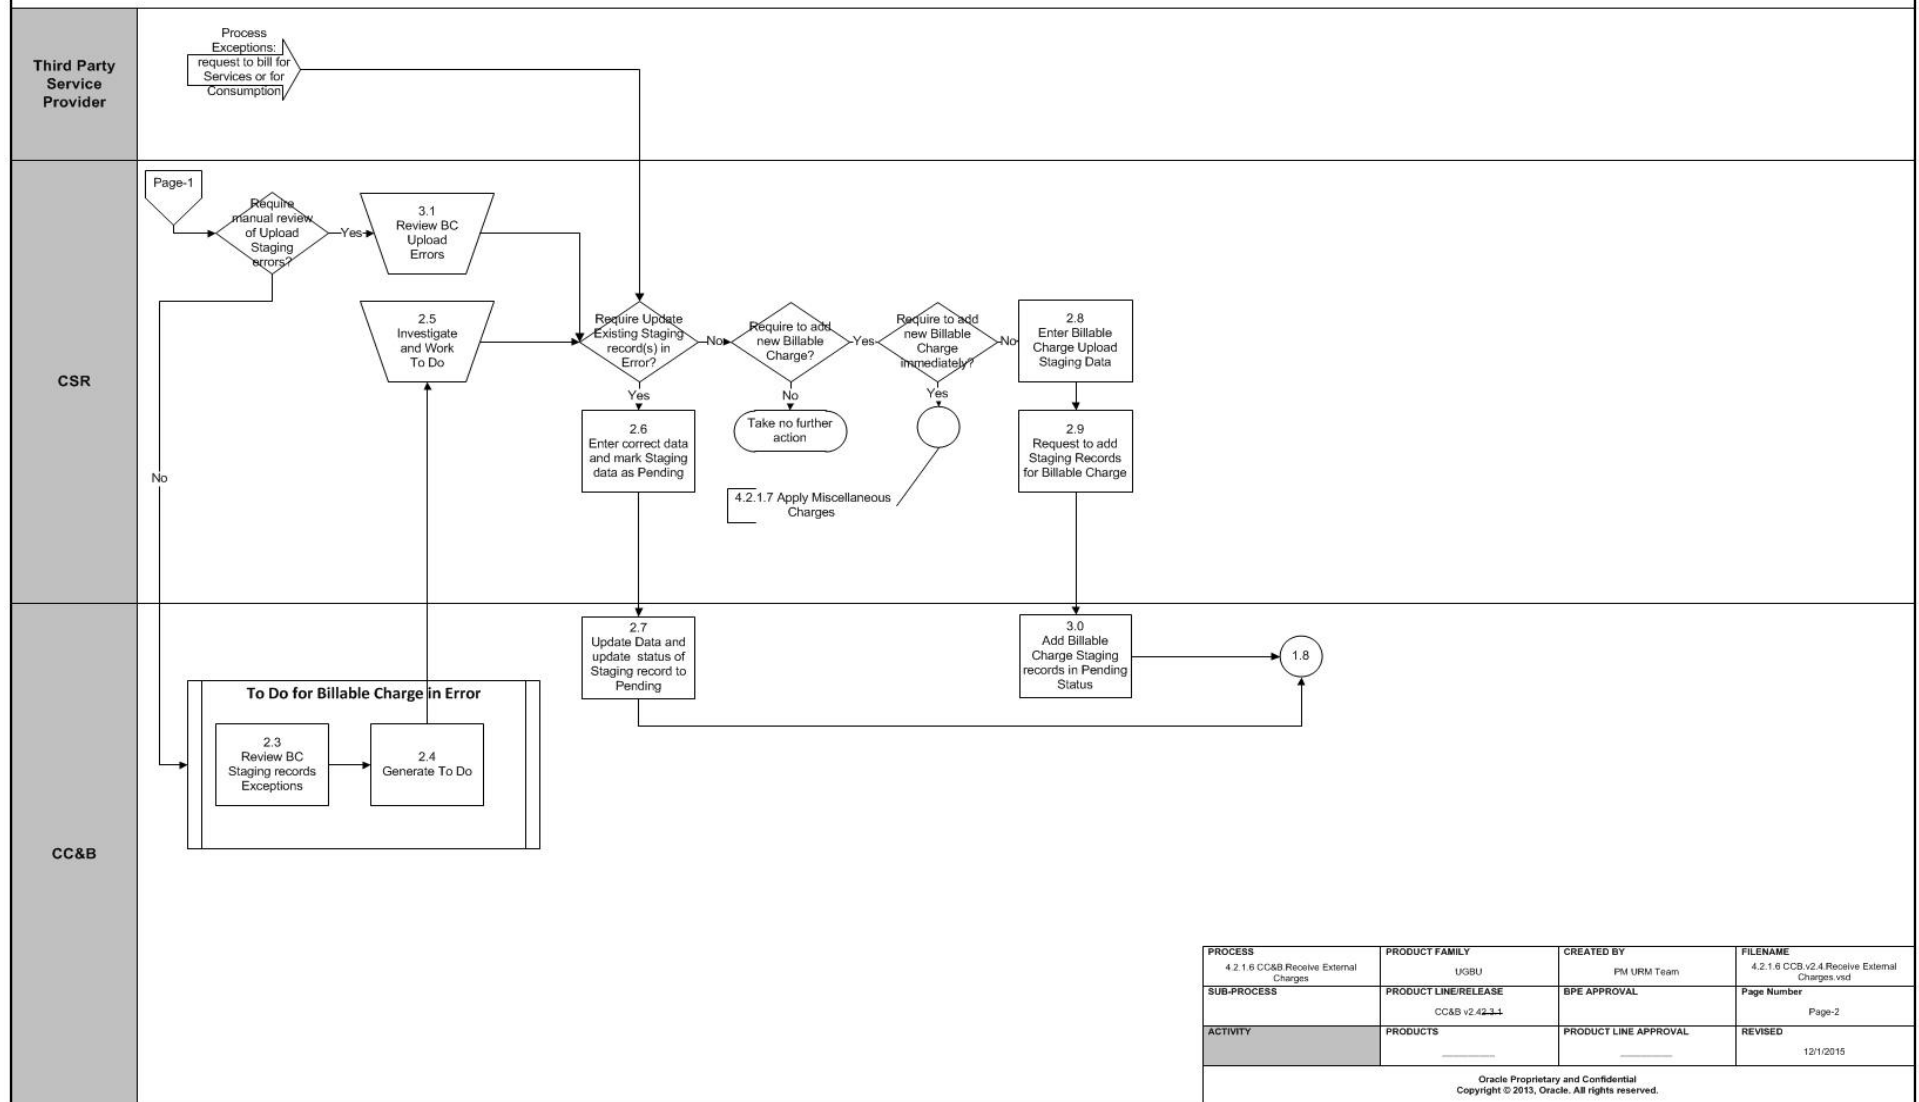 Process
Exceptions:
request to bill for
Services or for
Consumption
Third Party
Service
Provider
Page-1
Require
manual review
of Upload
Staging
errors?
Yes
3.1
Review BC
Upload
Errors
2.5
Investigate
and Work
To Do
Require Update
Existing Staging
record(s) in
Error?
No
Require to add
new Billable
Charge?
Yes
Require to add
new Billable
Charge
immediately?
No
2.8
Enter Billable
Charge Upload
Staging Data
CSR
Yes
No
Yes
2.6
Enter correct data
and mark Staging
data as Pending
Take no further
action
2.9
Request to add
Staging Records
for Billable Charge
No
4.2.1.7 Apply Miscellaneous
Charges
2.7
Update Data and
update status of
Staging record to
Pending
3.0
Add Billable
Charge Staging
records in Pending
Status
1.8
To Do for Billable Charge in Error
2.3
Review BC
Staging records
Exceptions
2.4
Generate To Do
CC&B
PROCESS
4.2.1.6 CC&B.Receive External
Charges
PRODUCT FAMILY
UGBU
CREATED BY
PM URM Team
FILENAME
4.2.1.6 CCB.v2.4.Receive External
Charges.vsd
SUB-PROCESS
PRODUCT LINE/RELEASE
CC&B v2.42.3.1
BPE APPROVAL
Page Number
Page-2
ACTIVITY
PRODUCTS
PRODUCT LINE APPROVAL
REVISED
12/1/2015
Oracle Proprietary and Confidential
Copyright © 2013, Oracle. All rights reserved.